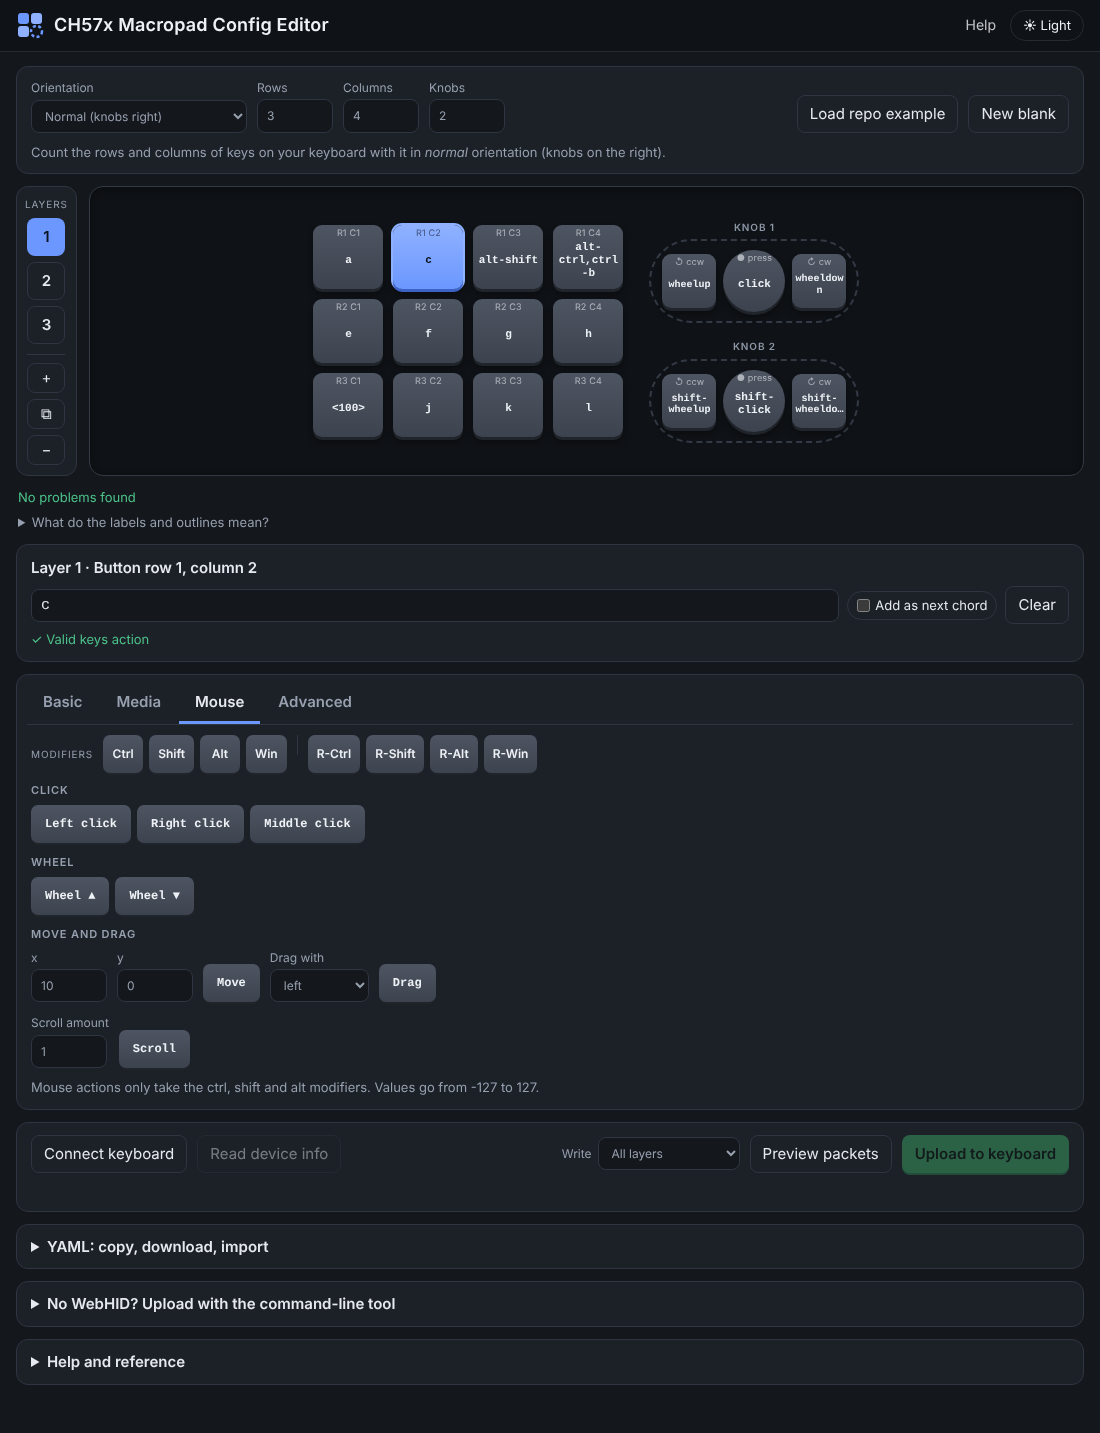 CH57x Macropad Config Editor
Help
☀ Light
Orientation
Rows
Columns
Knobs
Normal (knobs right)
3
4
2
Load repo example
New blank
Count the rows and columns of keys on your keyboard with it in normal orientation (knobs on the right).
LAYERS
1
2
3
+
⧉
−
R1 C1
a
R1 C2
c
R1 C3
alt-shift
R1 C4
alt-
ctrl,ctrl
-b
R2 C1
e
R2 C2
f
R2 C3
g
R2 C4
h
R3 C1
<100>
R3 C2
j
R3 C3
k
R3 C4
l
KNOB 1
↺ ccw
wheelup
● press
click
↻ cw
wheeldow
n
KNOB 2
↺ ccw
shift-
wheelup
● press
shift-
click
↻ cw
shift-
wheeldo…
No problems found
▶ What do the labels and outlines mean?
Layer 1 · Button row 1, column 2
c
Add as next chord
Clear
✓ Valid keys action
Basic
Media
Mouse
Advanced
MODIFIERS
Ctrl
Shift
Alt
Win
R-Ctrl
R-Shift
R-Alt
R-Win
CLICK
Left click
Right click
Middle click
WHEEL
Wheel ▲
Wheel ▼
MOVE AND DRAG
x
y
Drag with
10
0
Move
left
Drag
Scroll amount
1
Scroll
Mouse actions only take the ctrl, shift and alt modifiers. Values go from -127 to 127.
Connect keyboard
Read device info
Write
All layers
Preview packets
Upload to keyboard
▶ YAML: copy, download, import
▶ No WebHID? Upload with the command-line tool
▶ Help and reference